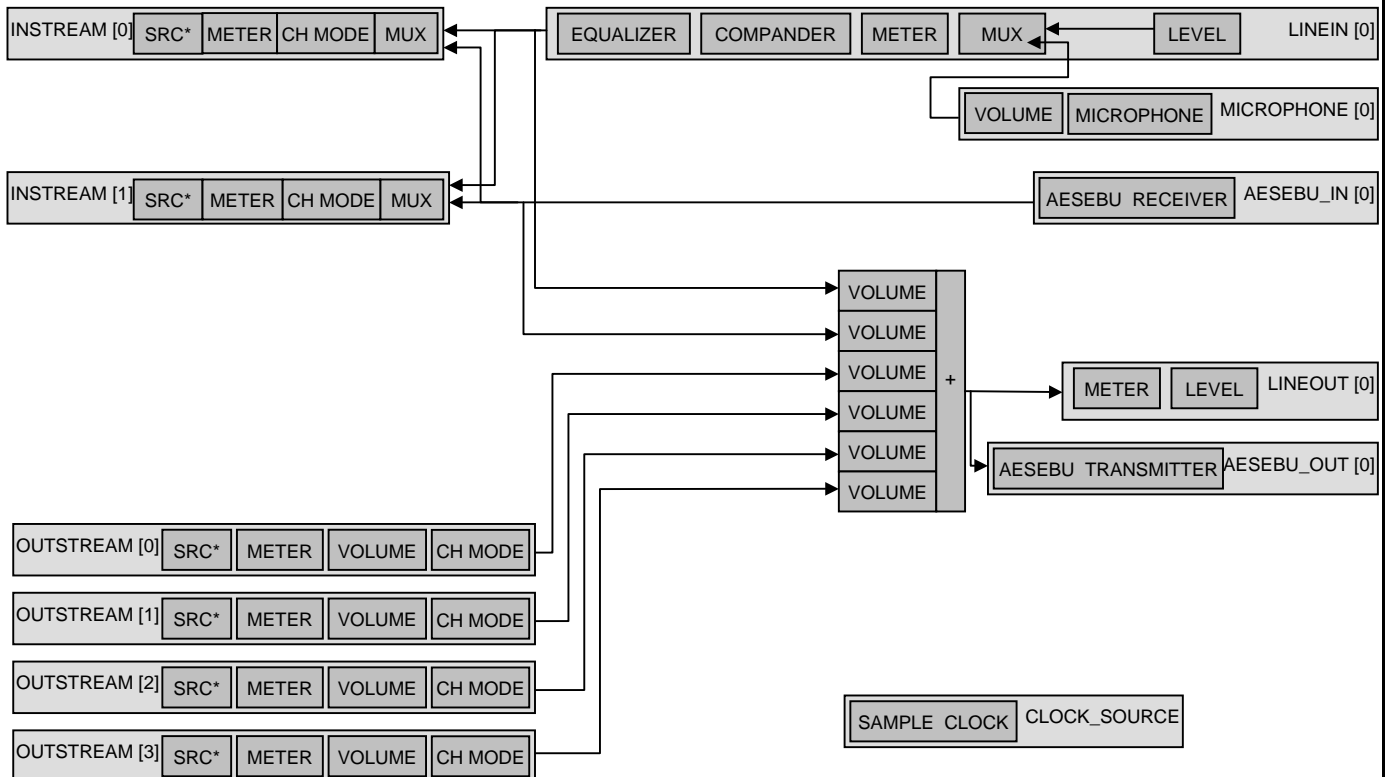 INSTREAM [0] SRC* METER CH MODE MUX
EQUALIZER COMPANDER METER MUX LEVEL LINEIN [0]
VOLUME MICROPHONE MICROPHONE [0]
INSTREAM [1] SRC* METER CH MODE MUX
AESEBU RECEIVER AESEBU_IN [0]
VOLUME
VOLUME
VOLUME
+
METER LEVEL LINEOUT [0]
VOLUME
VOLUME
AESEBU TRANSMITTER AESEBU_OUT [0]
VOLUME
OUTSTREAM [0] SRC* METER VOLUME CH MODE
OUTSTREAM [1] SRC* METER VOLUME CH MODE
OUTSTREAM [2] SRC* METER VOLUME CH MODE
SAMPLE CLOCK CLOCK_SOURCE
OUTSTREAM [3] SRC* METER VOLUME CH MODE